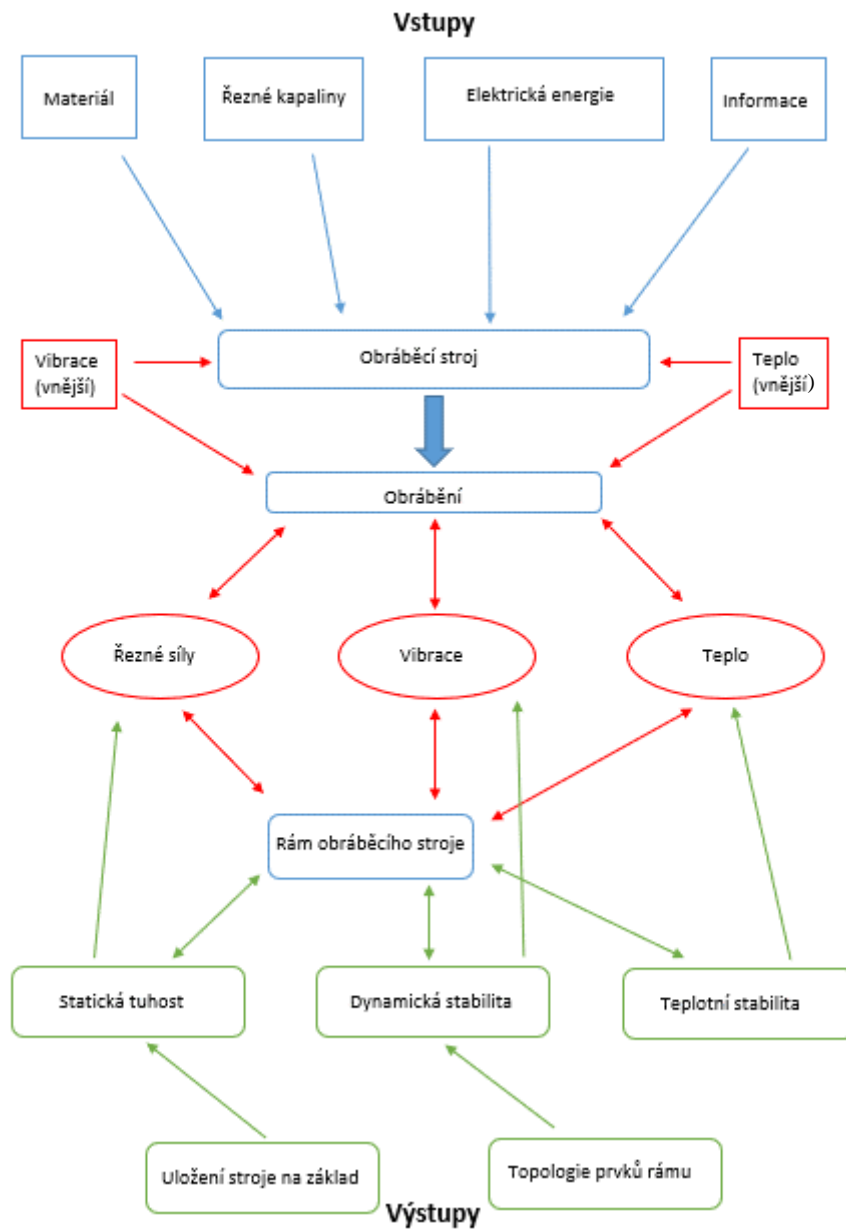 Vstupy
Materiál
Řezné kapaliny
Elektrická energie
Informace
Vibrace
(vnější)
Obráběcí stroj
Teplo
(vnější)
Obrábění
Řezné síly
Vibrace
Teplo
Rám obráběcího stroje
Statická tuhost
Dynamická stabilita
Teplotní stabilita
Uložení stroje na základ
Topologie prvků rámu
Výstupy